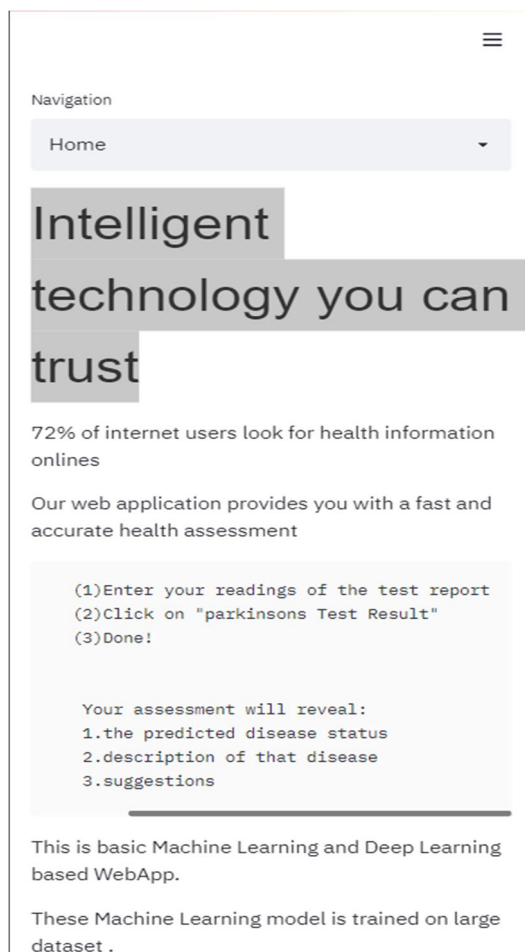 Navigation
Home
Intelligent
technology you can
trust
72% of internet users look for health information
onlines
Our web application provides you with a fast and
accurate health assessment
(1)Enter your readings of the test report
(2)Click on "parkinsons Test Result"
(3)Done!
Your assessment will reveal:
1.the predicted disease status
2.description of that disease
3.suggestions
This is basic Machine Learning and Deep Learning
based WebApp.
These Machine Learning model is trained on large
dataset .